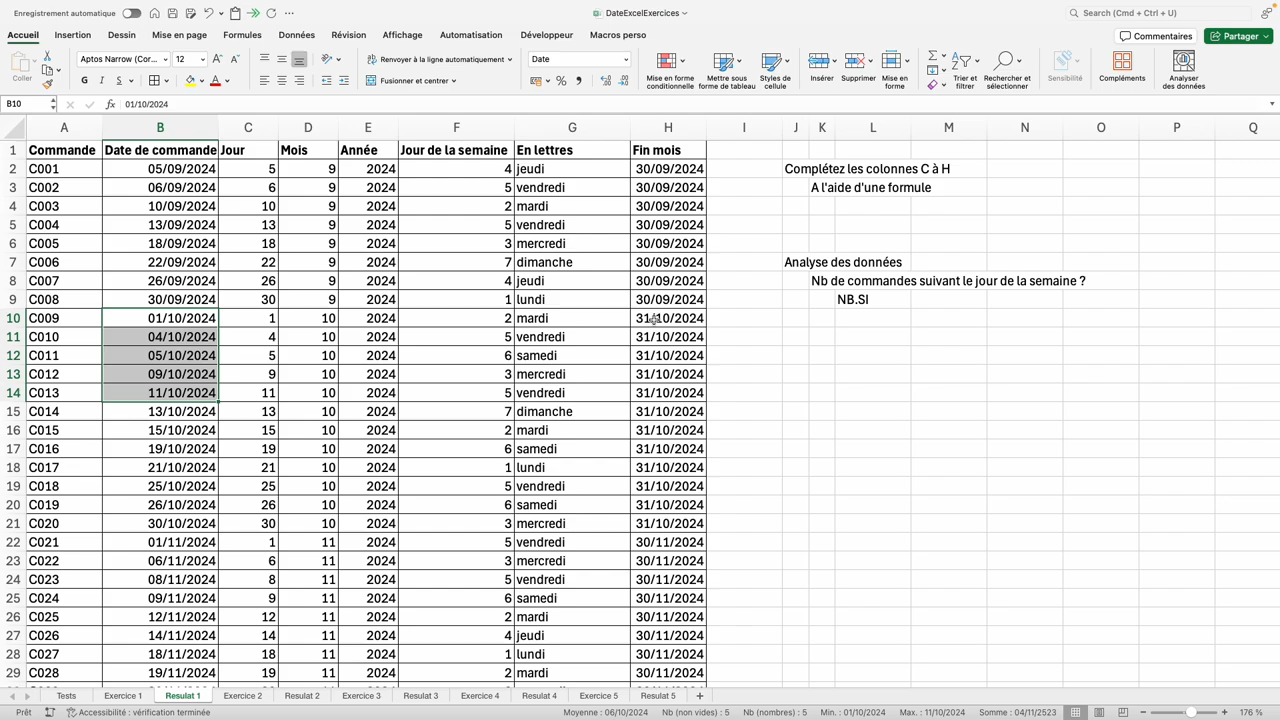 Enregistrement automatique
DateExcelExercices
Search (Cmd + Ctrl + U)
Accueil Insertion Dessin Mise en page Formules Données Révision Affichage Automatisation Développeur Macros perso
Commentaires Partager
Coller
Aptos Narrow (Cor... 12
G I S
Renvoyer à la ligne automatiquement
Fusionner et centrer
Date
Mise en forme conditionnelle
Mettre sous forme de tableau
Styles de cellule
Insérer Supprimer Mise en forme
Trier et filtrer
Rechercher et sélectionner
Sensibilité
Compléments
Analyser des données
B10 fx 01/10/2024
A B C D E F G H I J K L M N O P Q
1 Commande Date de commande Jour Mois Année Jour de la semaine En lettres Fin mois
2 C001 05/09/2024 5 9 2024 4 jeudi 30/09/2024 Complétez les colonnes C à H
3 C002 06/09/2024 6 9 2024 5 vendredi 30/09/2024 A l'aide d'une formule
4 C003 10/09/2024 10 9 2024 2 mardi 30/09/2024
5 C004 13/09/2024 13 9 2024 5 vendredi 30/09/2024
6 C005 18/09/2024 18 9 2024 3 mercredi 30/09/2024
7 C006 22/09/2024 22 9 2024 7 dimanche 30/09/2024 Analyse des données
8 C007 26/09/2024 26 9 2024 4 jeudi 30/09/2024 Nb de commandes suivant le jour de la semaine ?
9 C008 30/09/2024 30 9 2024 1 lundi 30/09/2024 NB.SI
10 C009 01/10/2024 1 10 2024 2 mardi 31/10/2024
11 C010 04/10/2024 4 10 2024 5 vendredi 31/10/2024
12 C011 05/10/2024 5 10 2024 6 samedi 31/10/2024
13 C012 09/10/2024 9 10 2024 3 mercredi 31/10/2024
14 C013 11/10/2024 11 10 2024 5 vendredi 31/10/2024
15 C014 13/10/2024 13 10 2024 7 dimanche 31/10/2024
16 C015 15/10/2024 15 10 2024 2 mardi 31/10/2024
17 C016 19/10/2024 19 10 2024 6 samedi 31/10/2024
18 C017 21/10/2024 21 10 2024 1 lundi 31/10/2024
19 C018 25/10/2024 25 10 2024 5 vendredi 31/10/2024
20 C019 26/10/2024 26 10 2024 6 samedi 31/10/2024
21 C020 30/10/2024 30 10 2024 3 mercredi 31/10/2024
22 C021 01/11/2024 1 11 2024 5 vendredi 30/11/2024
23 C022 06/11/2024 6 11 2024 3 mercredi 30/11/2024
24 C023 08/11/2024 8 11 2024 5 vendredi 30/11/2024
25 C024 09/11/2024 9 11 2024 6 samedi 30/11/2024
26 C025 12/11/2024 12 11 2024 2 mardi 30/11/2024
27 C026 14/11/2024 14 11 2024 4 jeudi 30/11/2024
28 C027 18/11/2024 18 11 2024 1 lundi 30/11/2024
29 C028 19/11/2024 19 11 2024 2 mardi 30/11/2024
Tests Exercice 1 Resulat 1 Exercice 2 Resulat 2 Exercice 3 Resulat 3 Exercice 4 Resulat 4 Exercice 5 Resulat 5
Prêt Accessibilité : vérification terminée Moyenne : 06/10/2024 Nb (non vides) : 5 Nb (nombres) : 5 Min. : 01/10/2024 Max. : 11/10/2024 Somme : 04/11/2523 176 %